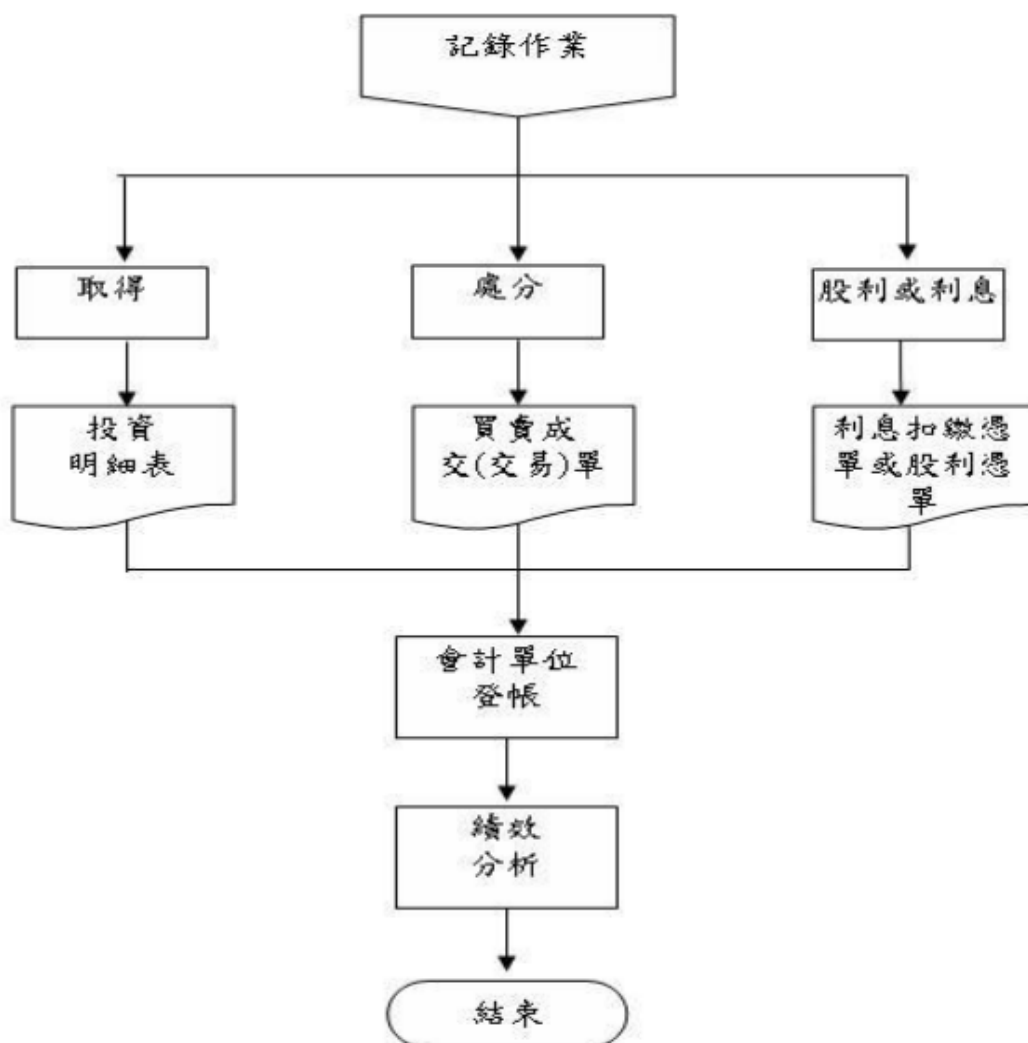 記錄作業
取得
處分
股利或利息
投資
明細表
買賣成
交(交易)單
利息扣繳憑
單或股利憑
單
會計單位
登帳
績效
分析
結束